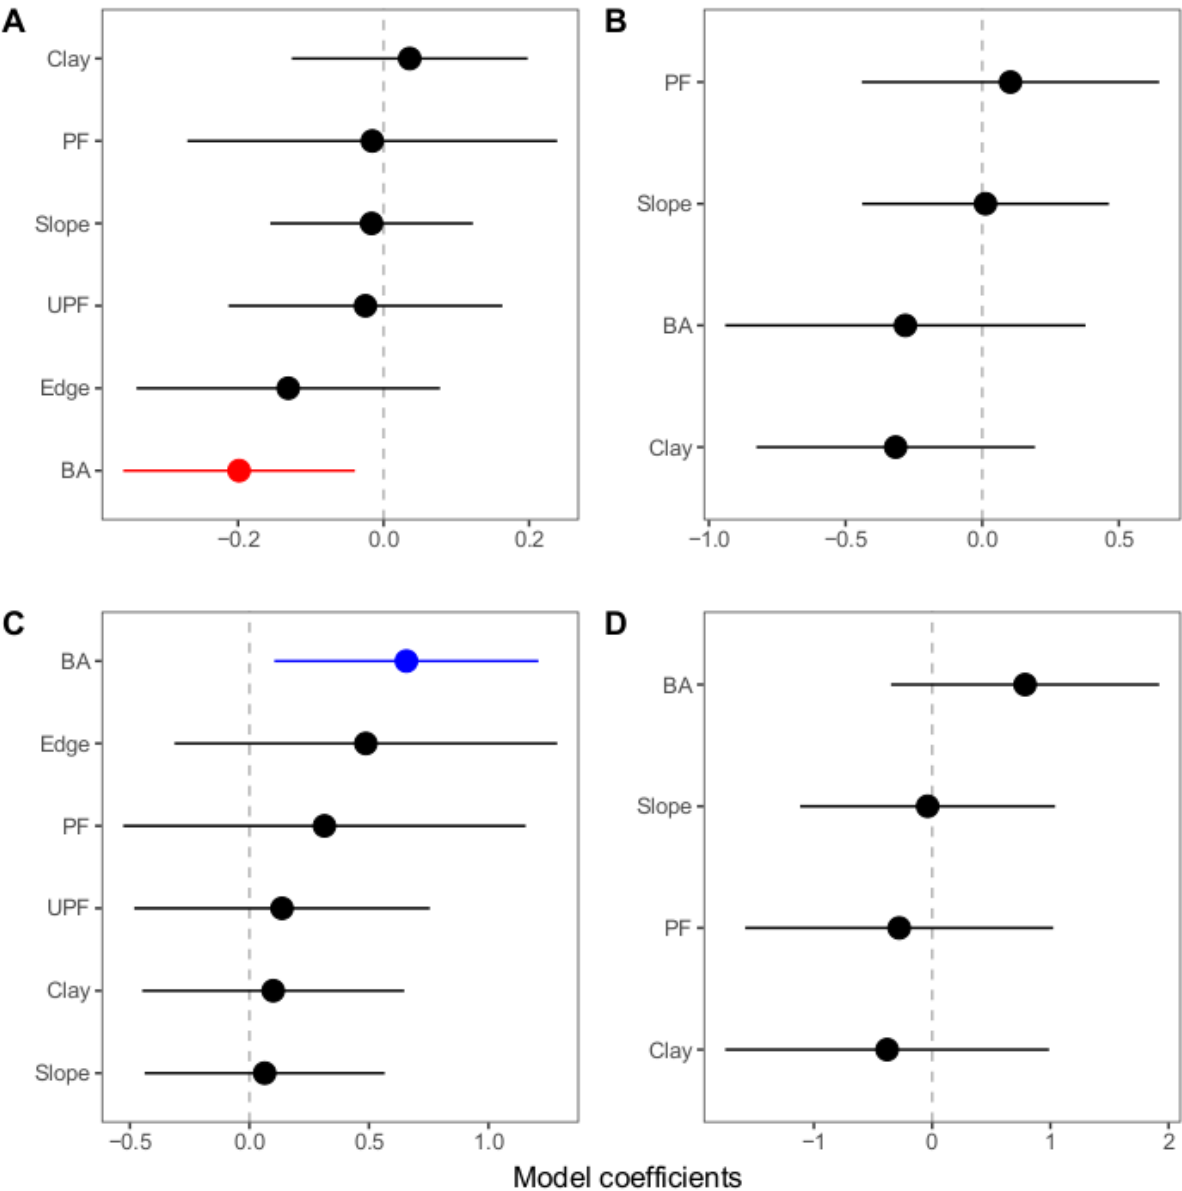 A
Clay
PF
Slope
UPF
Edge
BA
−0.2 0.0 0.2
B
PF
Slope
BA
Clay
−1.0 −0.5 0.0 0.5
C
BA
Edge
PF
UPF
Clay
Slope
−0.5 0.0 0.5 1.0
D
BA
Slope
PF
Clay
−1 0 1 2
Model coefficients